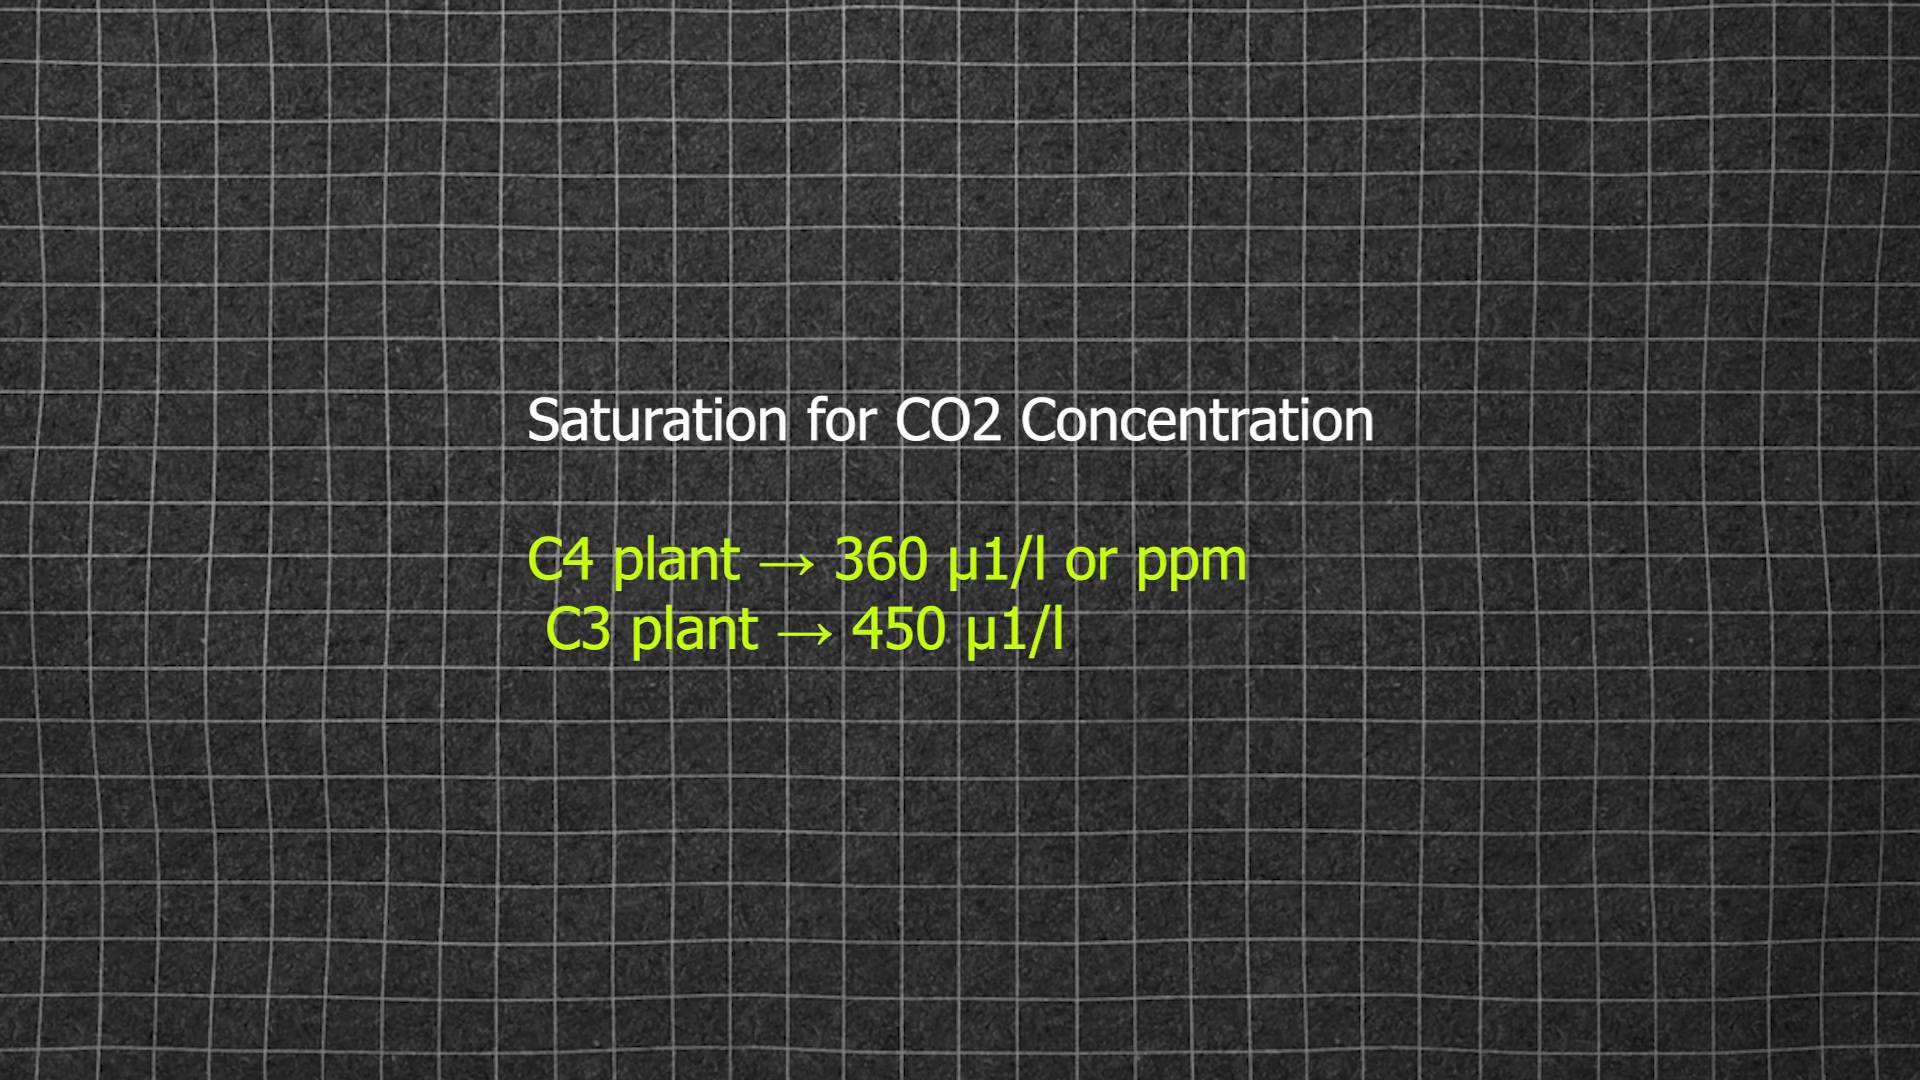 Saturation for CO2 Concentration
C4 plant → 360 µ1/l or ppm
C3 plant → 450 µ1/l